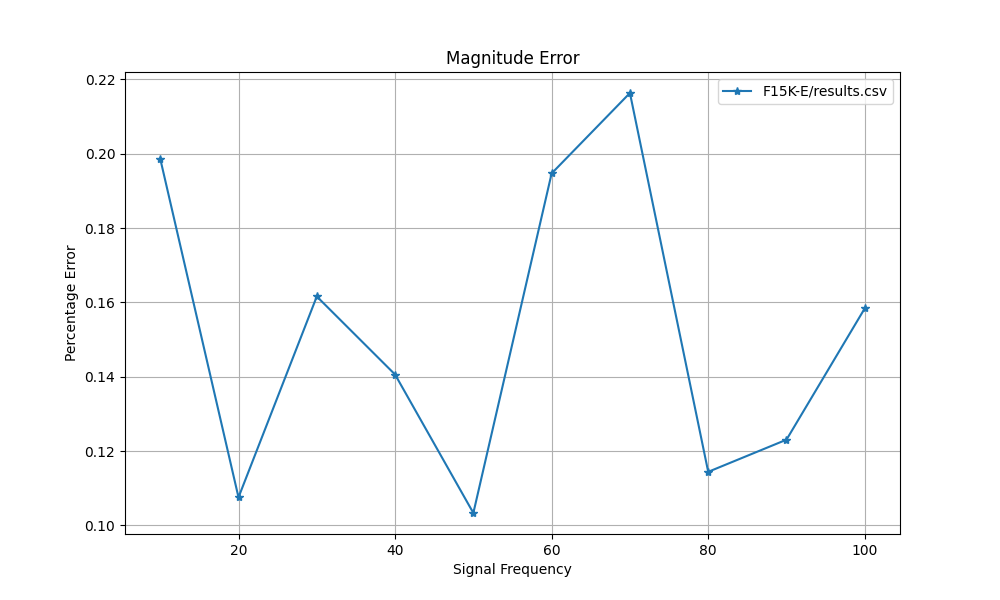 Magnitude Error
F15K-E/results.csv
Percentage Error
0.22
0.20
0.18
0.16
0.14
0.12
0.10
20 40 60 80 100
Signal Frequency